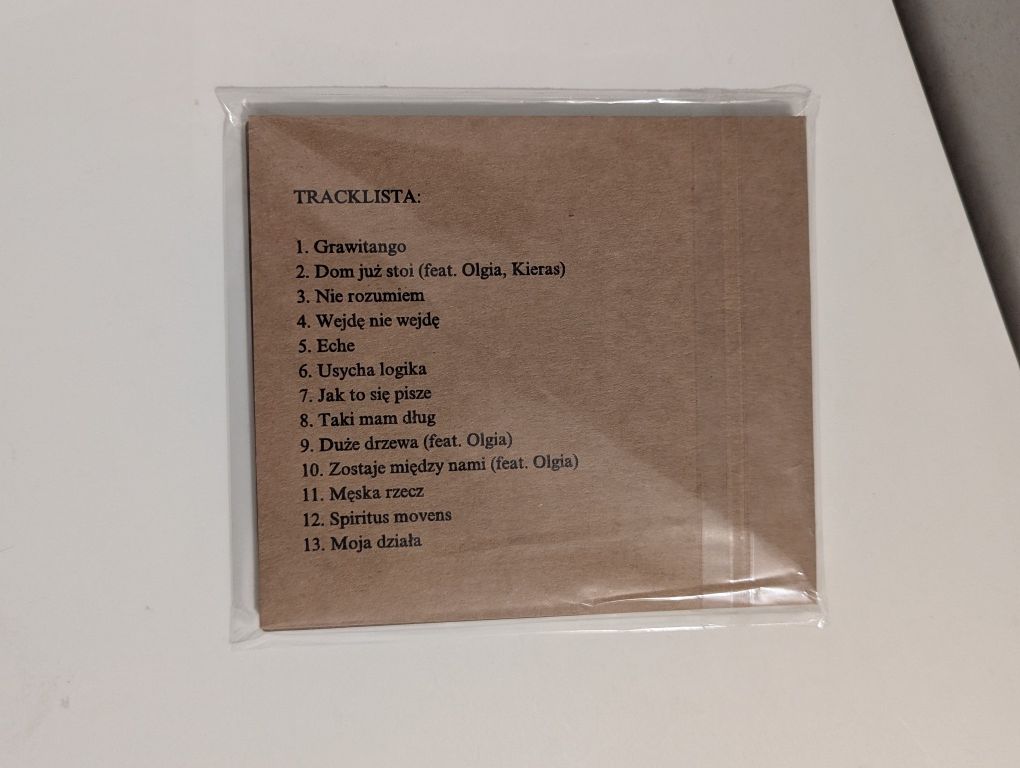 TRACKLISTA:
1. Grawitango
2. Dom już stoi (feat. Olgia, Kieras)
3. Nie rozumiem
4. Wejdę nie wejdę
5. Eche
6. Usycha logika
7. Jak to się pisze
8. Taki mam dług
9. Duże drzewa (feat. Olgia)
10. Zostaje między nami (feat. Olgia)
11. Męska rzecz
12. Spiritus movens
13. Moja działa